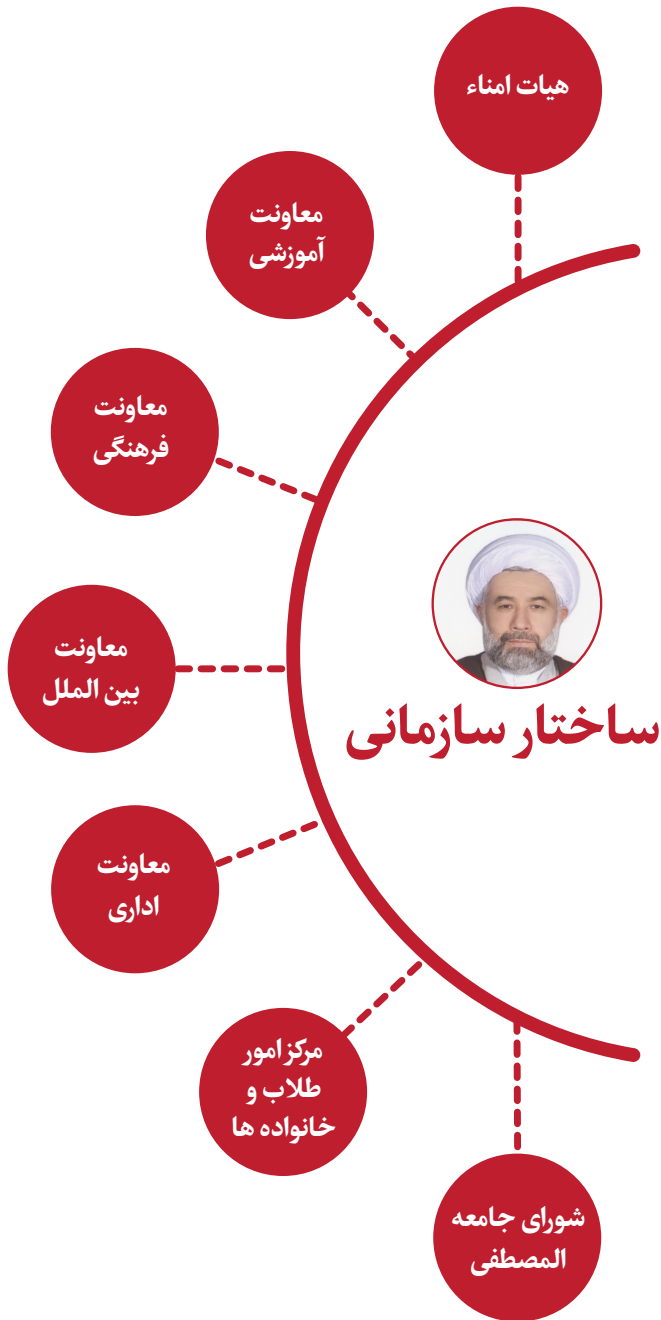 هیات امناء
معاونت
آموزشی
معاونت
فرهنگی
معاونت
بین الملل
ساختار سازمانی
معاونت
اداری
مرکز امور
طلاب و
خانواده ها
شورای جامعه
المصطفی